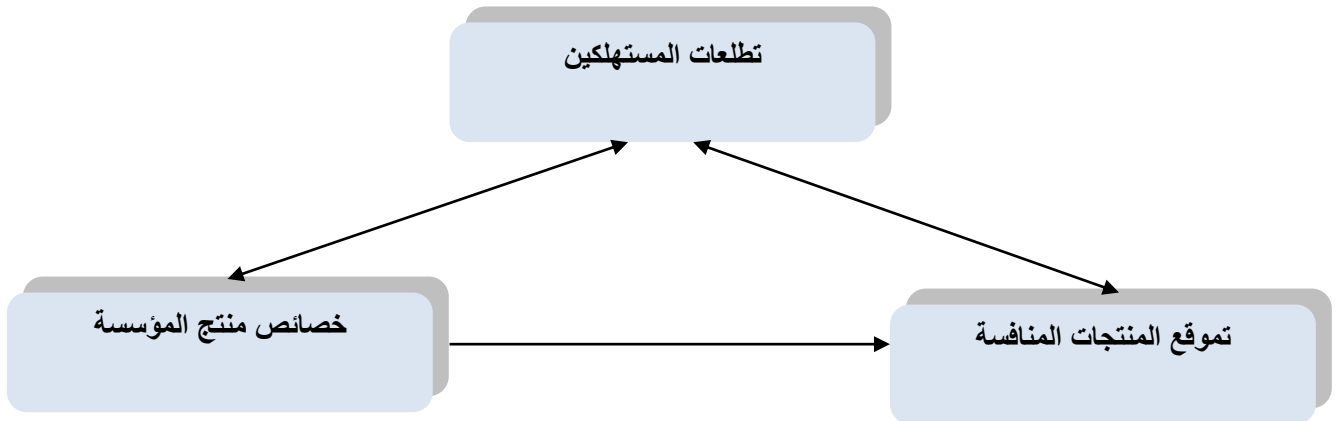 تطلعات المستهلكين
خصائص منتج المؤسسة
تموقع المنتجات المنافسة